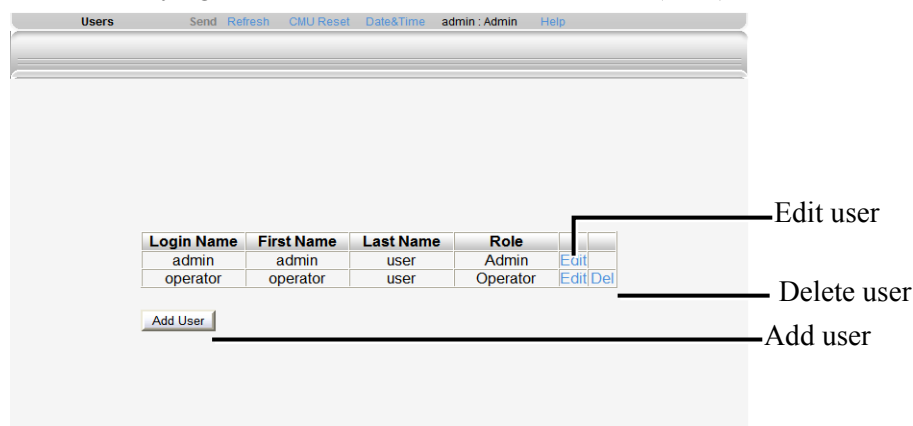 Users Send Refresh CMU Reset Date&Time admin : Admin Help
Edit user
Login Name First Name Last Name Role
admin admin user Admin Edit
operator operator user Operator Edit Del
Delete user
Add User
Add user